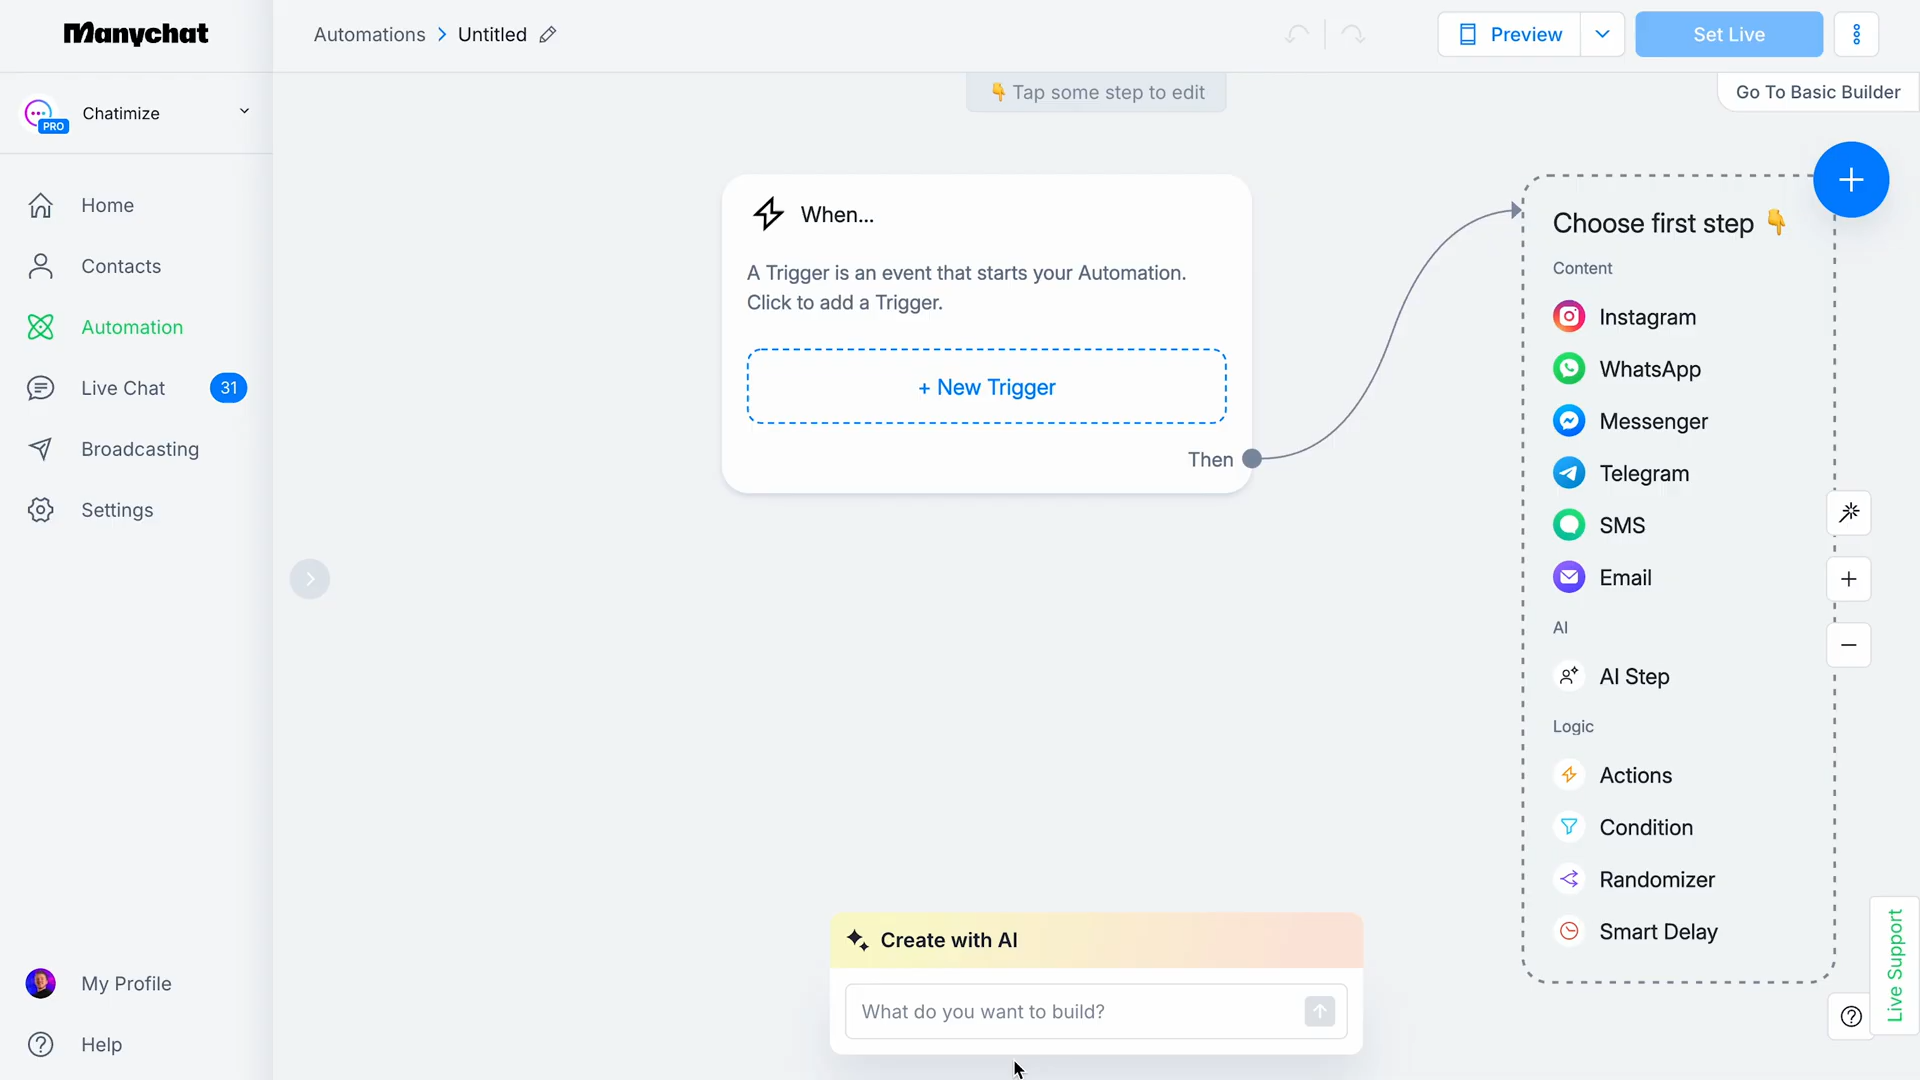 Manychat
Automations > Untitled
Preview
Set Live
👇 Tap some step to edit
Go To Basic Builder
Chatimize
PRO
Home
Contacts
Automation
Live Chat 31
Broadcasting
Settings
My Profile
Help
When...
A Trigger is an event that starts your Automation.
Click to add a Trigger.
+ New Trigger
Then
Choose first step 👇
Content
Instagram
WhatsApp
Messenger
Telegram
SMS
Email
AI
AI Step
Logic
Actions
Condition
Randomizer
Smart Delay
Create with AI
What do you want to build?
Live Support